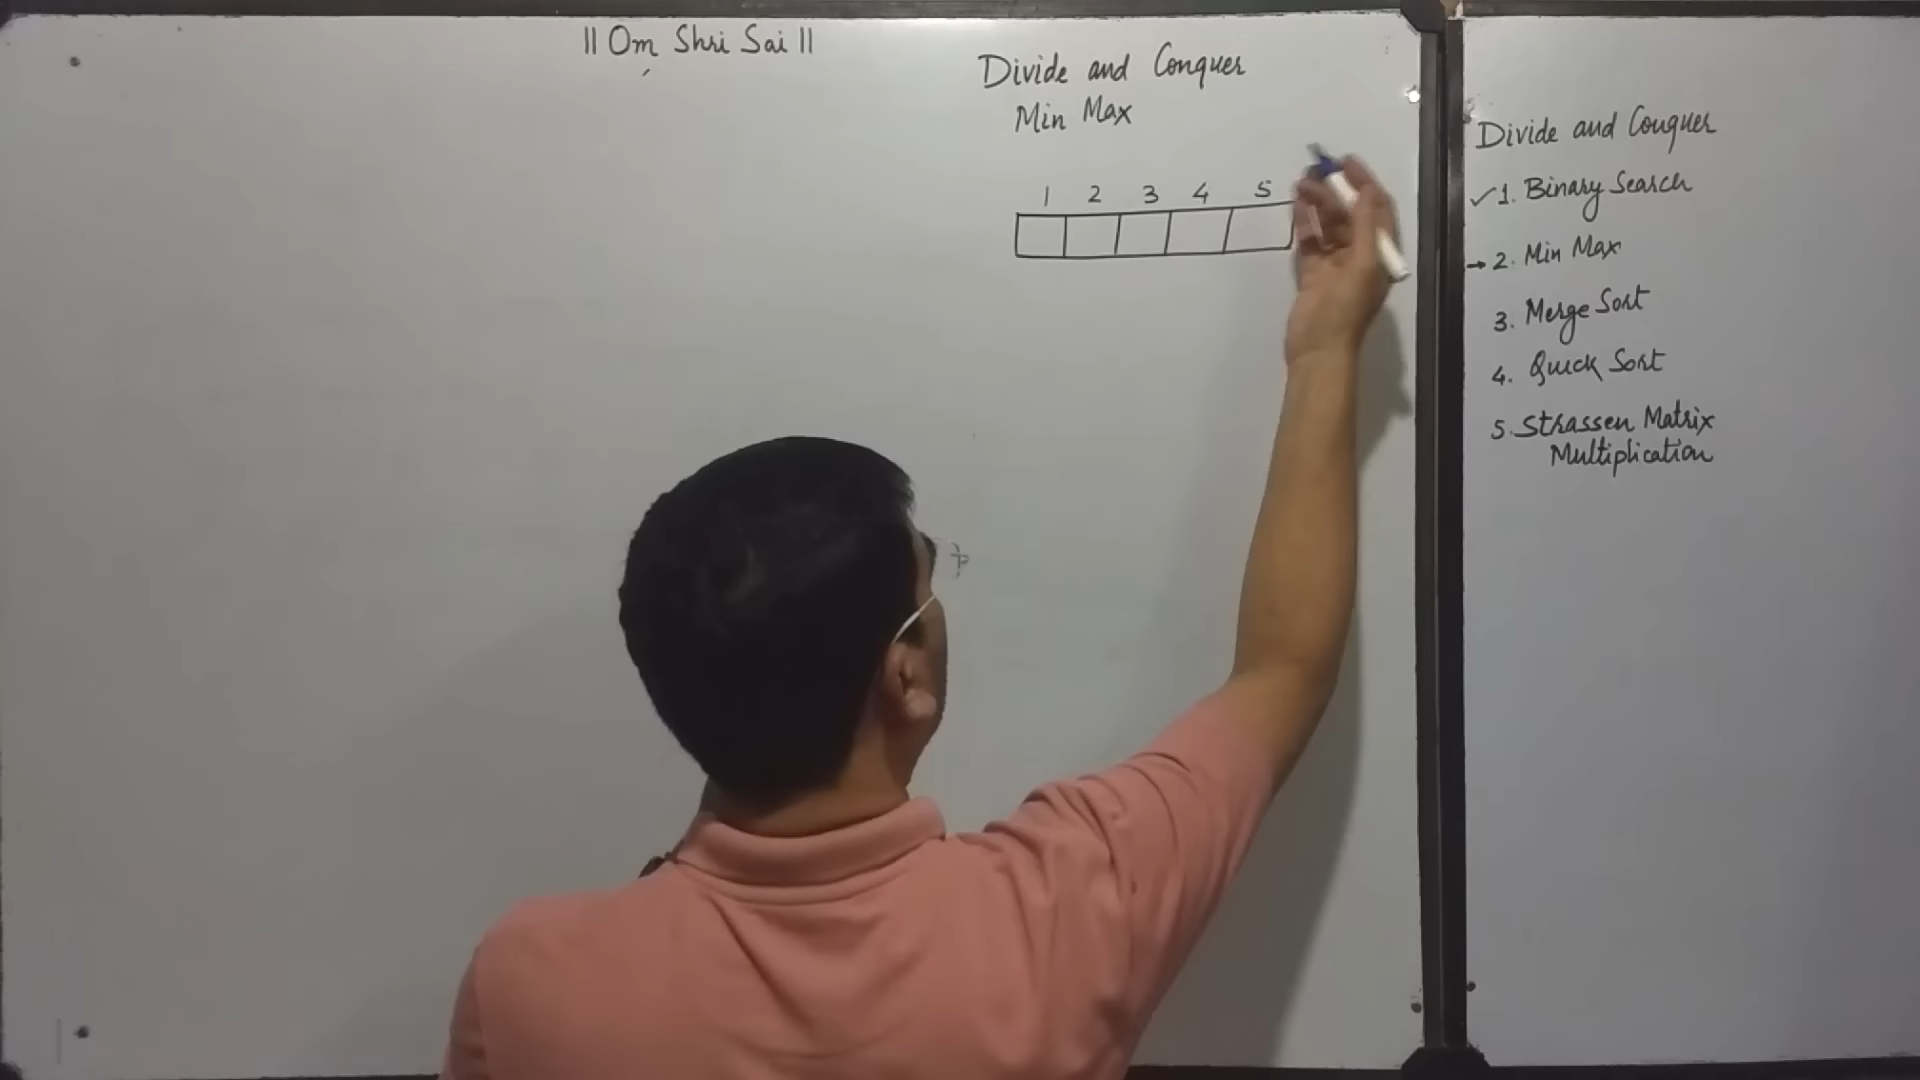 || Om Shri Sai ||
Divide and Conquer
Min Max
1 2 3 4 5
Divide and Conquer
✓ 1. Binary Search
→ 2. Min Max
3. Merge Sort
4. Quick Sort
5. Strassen Matrix
Multiplication